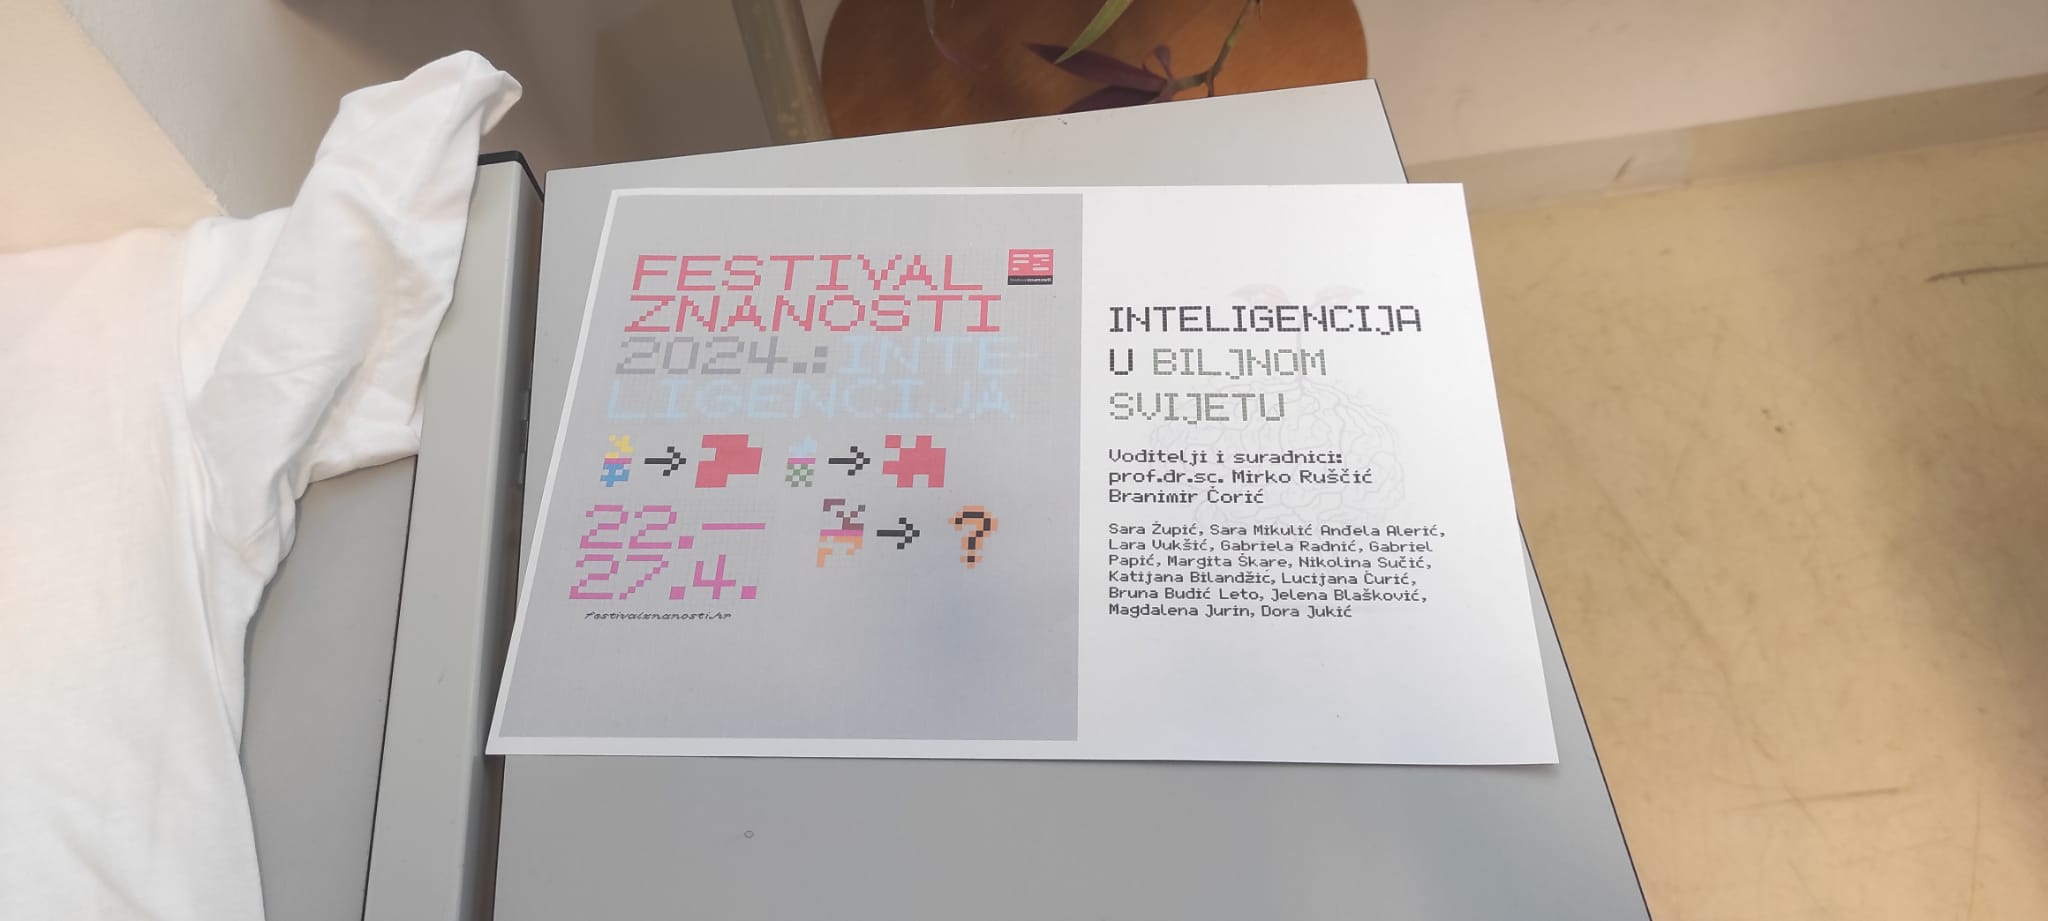 FESTIVAL
ZNANOSTI
2024.: INTE-
LIGENCIJA
22.—
27.4.
festivalznanosti.hr
FZ
festivalznanosti
INTELIGENCIJA
U BILJNOM
SVIJETU
Voditelji i suradnici:
prof.dr.sc. Mirko Ruščić
Branimir Ćorić
Sara Župić, Sara Mikulić Anđela Alerić,
Lara Vukšić, Gabriela Radnić, Gabriel
Papić, Margita Škare, Nikolina Sučić,
Katijana Bilandžić, Lucijana Ćurić,
Bruna Budić Leto, Jelena Blašković,
Magdalena Jurin, Dora Jukić